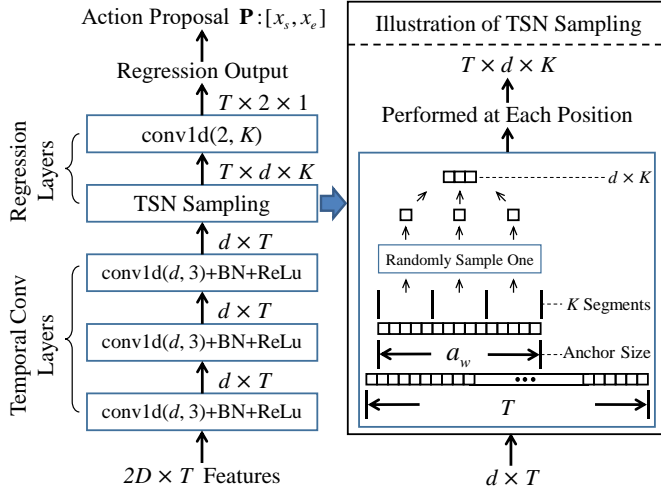 Action Proposal P:[xₛ, xₑ]
Regression Output
T × 2 × 1
conv1d(2, K)
T × d × K
TSN Sampling
d × T
conv1d(d, 3)+BN+ReLu
d × T
conv1d(d, 3)+BN+ReLu
d × T
conv1d(d, 3)+BN+ReLu
2D × T Features
Regression
Layers
Temporal Conv
Layers
Illustration of TSN Sampling
T × d × K
Performed at Each Position
d × K
Randomly Sample One
K Segments
a_w
Anchor Size
•••
T
d × T